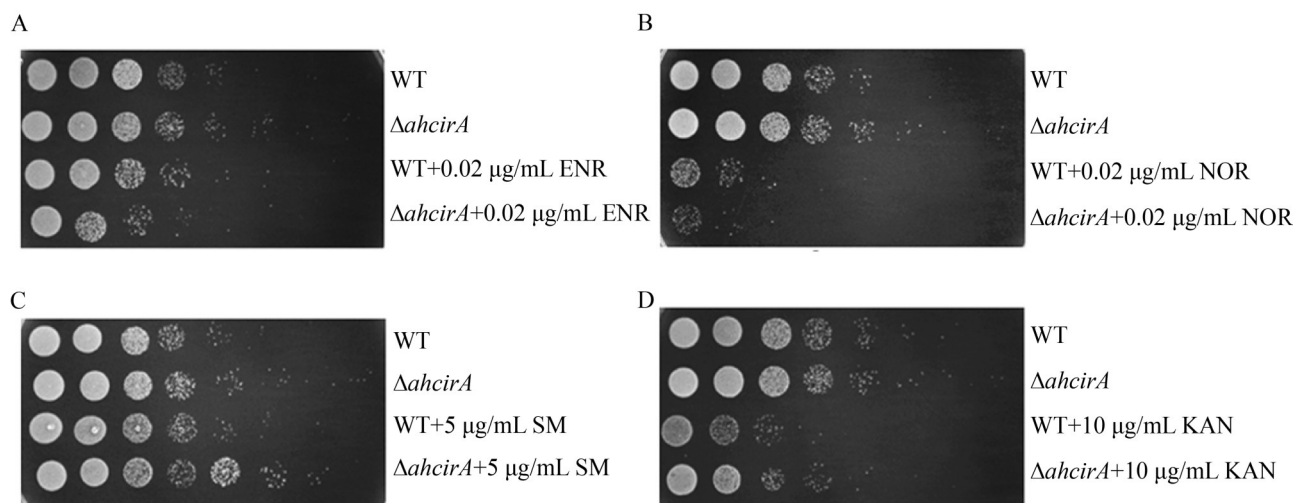 A
WT
ΔahcirA
WT+0.02 μg/mL ENR
ΔahcirA+0.02 μg/mL ENR
B
WT
ΔahcirA
WT+0.02 μg/mL NOR
ΔahcirA+0.02 μg/mL NOR
C
WT
ΔahcirA
WT+5 μg/mL SM
ΔahcirA+5 μg/mL SM
D
WT
ΔahcirA
WT+10 μg/mL KAN
ΔahcirA+10 μg/mL KAN